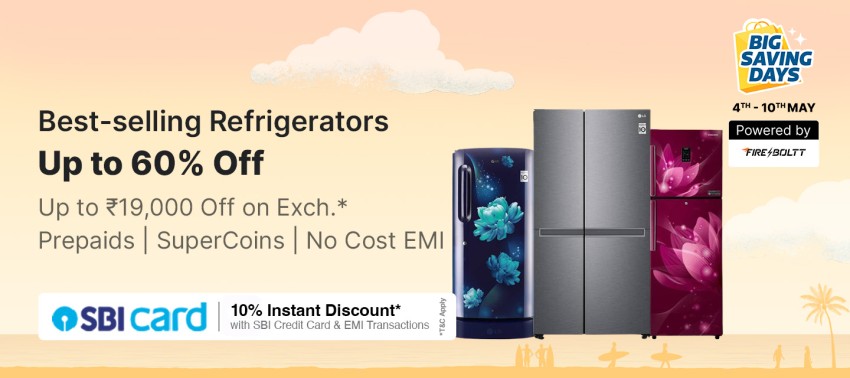 BIG
SAVING
DAYS
4TH - 10TH MAY
Powered by
FIRE BOLTT
Best-selling Refrigerators
Up to 60% Off
Up to ₹19,000 Off on Exch.*
Prepaids | SuperCoins | No Cost EMI
SBI card
10% Instant Discount*
with SBI Credit Card & EMI Transactions
*T&C Apply
LG